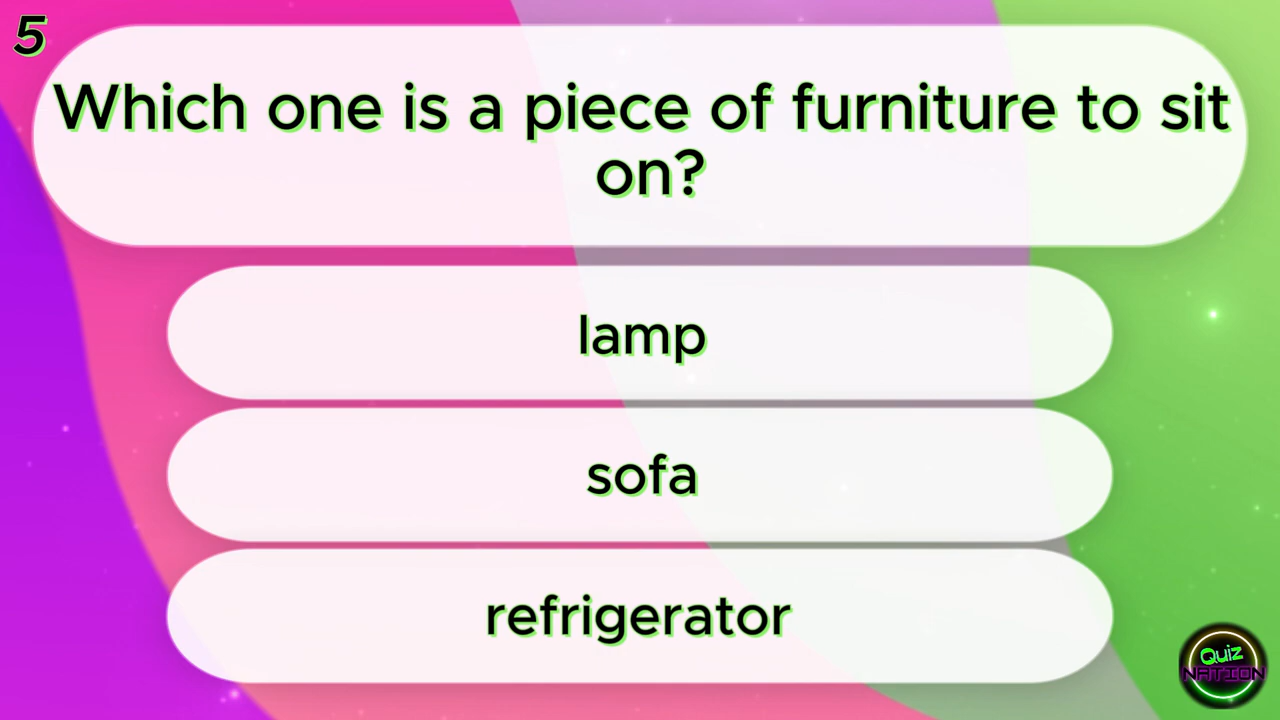 5
Which one is a piece of furniture to sit
on?
lamp
sofa
refrigerator
Quiz
NATION